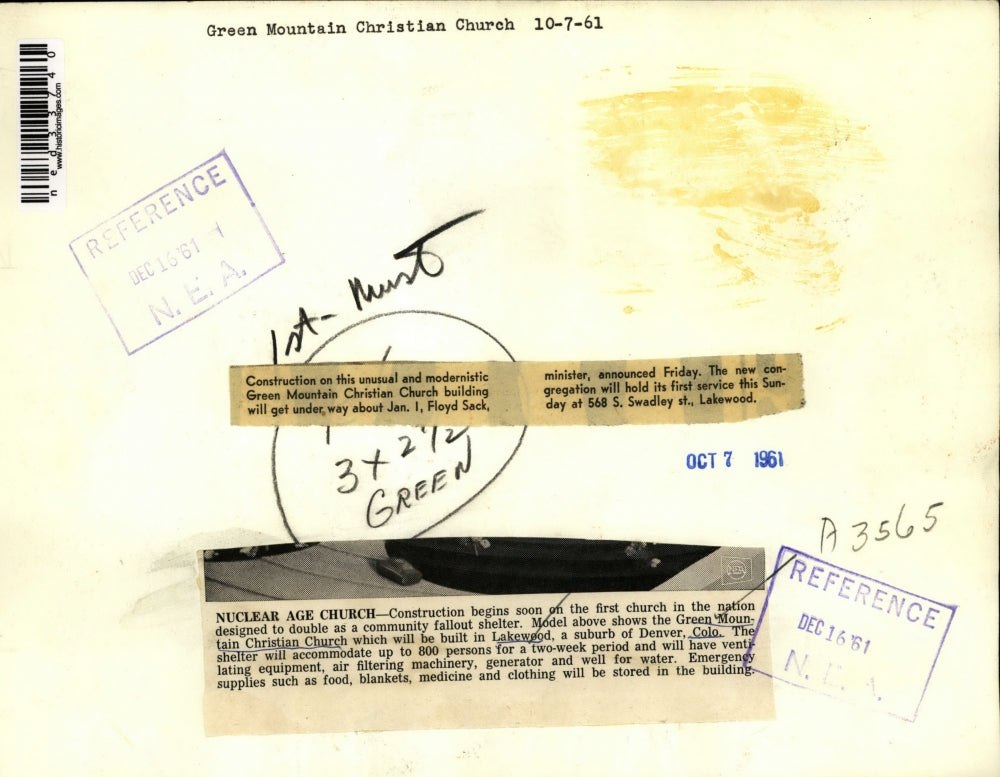 Green Mountain Christian Church 10-7-61
ned33740
www.historicimages.com
REFERENCE
DEC 16 '61
N. E. A.
1st - Must
Construction on this unusual and modernistic
Green Mountain Christian Church building
will get under way about Jan. 1, Floyd Sack,
minister, announced Friday. The new con-
gregation will hold its first service this Sun-
day at 568 S. Swadley st., Lakewood.
3 x 2 1/2
GREEN
OCT 7 1961
A 3565
NUCLEAR AGE CHURCH—Construction begins soon on the first church in the nation
designed to double as a community fallout shelter. Model above shows the Green Moun-
tain Christian Church which will be built in Lakewood, a suburb of Denver, Colo. The
shelter will accommodate up to 800 persons for a two-week period and will have venti-
lating equipment, air filtering machinery, generator and well for water. Emergency
supplies such as food, blankets, medicine and clothing will be stored in the building.
REFERENCE
DEC 16 '61
N. E. A.